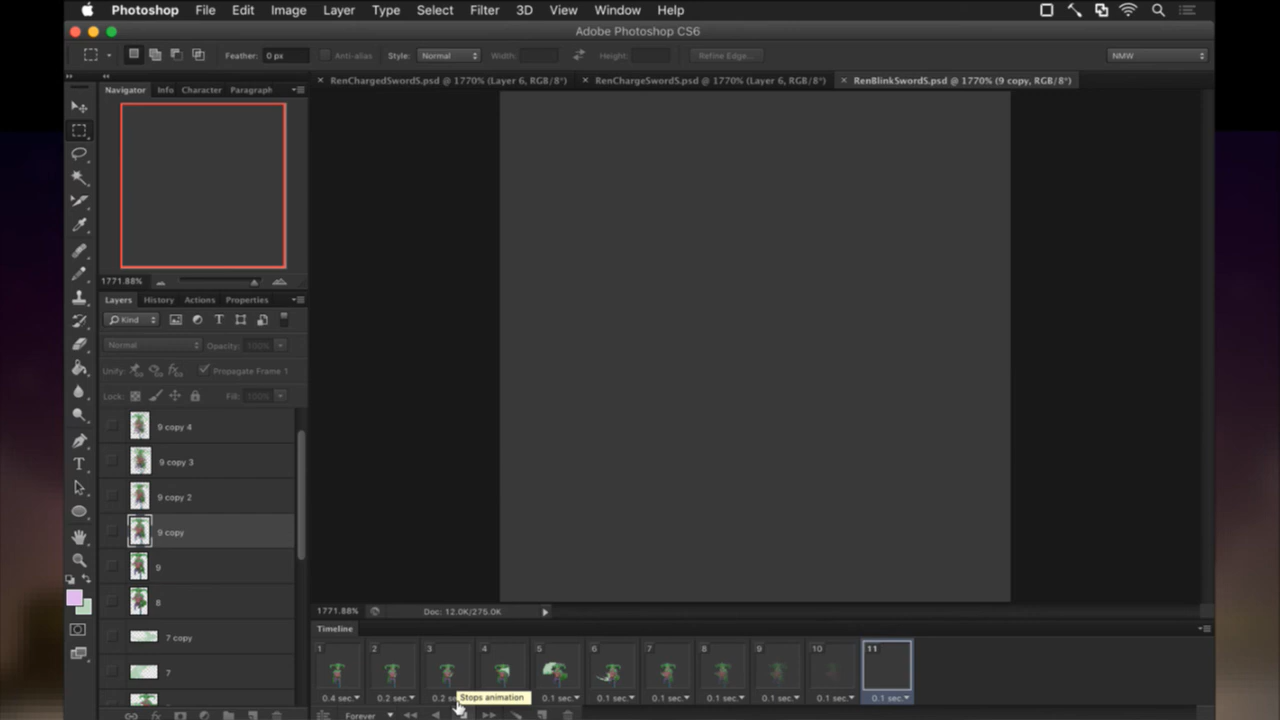 Photoshop File Edit Image Layer Type Select Filter 3D View Window Help
Adobe Photoshop CS6
Feather: 0 px Anti-alias Style: Normal Width: Height: Refine Edge... NMW
RenChargedSwordS.psd @ 1770% (Layer 6, RGB/8*) RenChargeSwordS.psd @ 1770% (Layer 6, RGB/8*) RenBlinkSwordS.psd @ 1770% (9 copy, RGB/8*)
Navigator Info Character Paragraph
1771.88%
Layers History Actions Properties
Kind
Normal Opacity: 100%
Unify: Propagate Frame 1
Lock: Fill: 100%
9 copy 4
9 copy 3
9 copy 2
9 copy
9
8
7 copy
7
1771.88% Doc: 12.0K/275.0K
Timeline
1 2 3 4 5 6 7 8 9 10 11
0.4 sec. 0.2 sec. 0.2 se 0.1 sec. 0.1 sec. 0.1 sec. 0.1 sec. 0.1 sec. 0.1 sec. 0.1 sec.
Stops animation
Forever